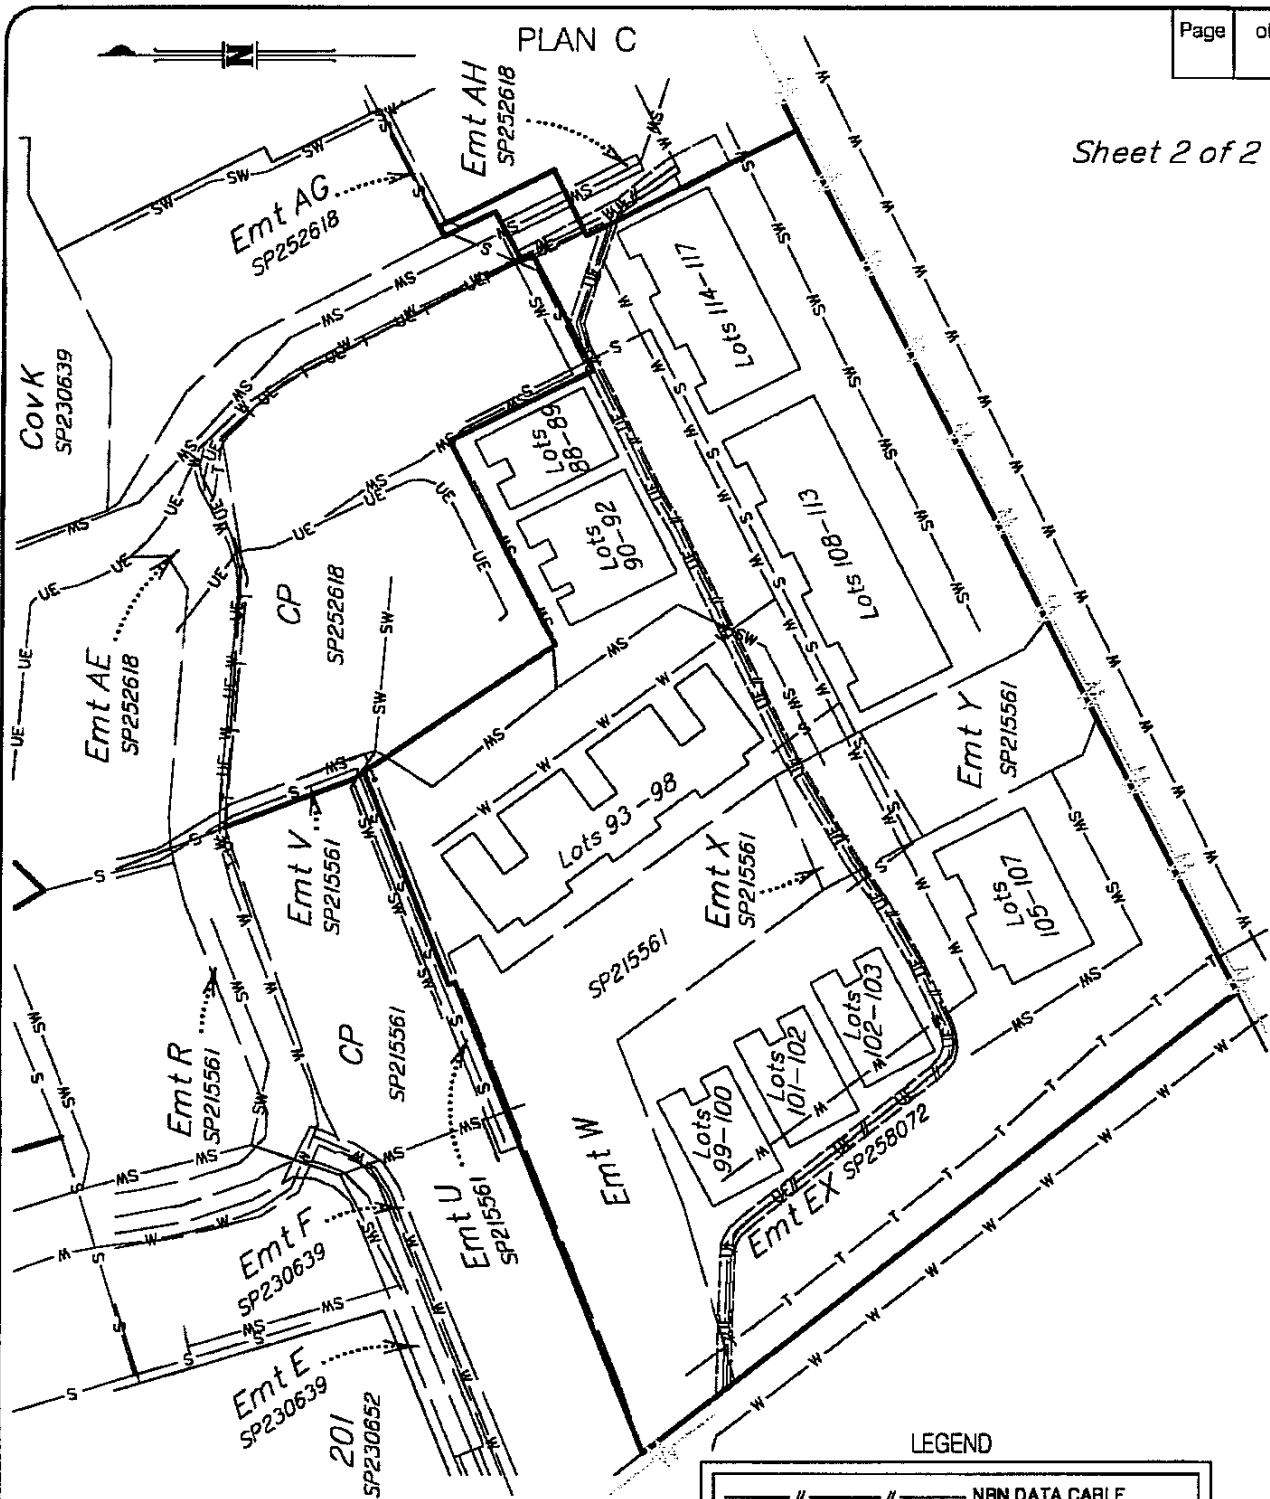 PLAN C
Page of
Sheet 2 of 2
N
Emt AH
SP252618
Emt AG
SP252618
Cov K
SP230639
Lots 114-117
Lots
88-89
Lots
90-92
Lots 108-113
CP
SP252618
Emt AE
SP252618
Emt Y
SP215561
Lots 93-98
Emt V
SP215561
Emt X
SP215561
Lots
105-107
SP215561
Emt R
SP215561
CP
SP215561
Lots
102-103
Lots
101-102
Lots
99-100
Emt W
Emt EX SP258072
Emt U
SP215561
Emt F
SP230639
Emt E
SP230639
201
SP230652
LEGEND
NBN DATA CABLE